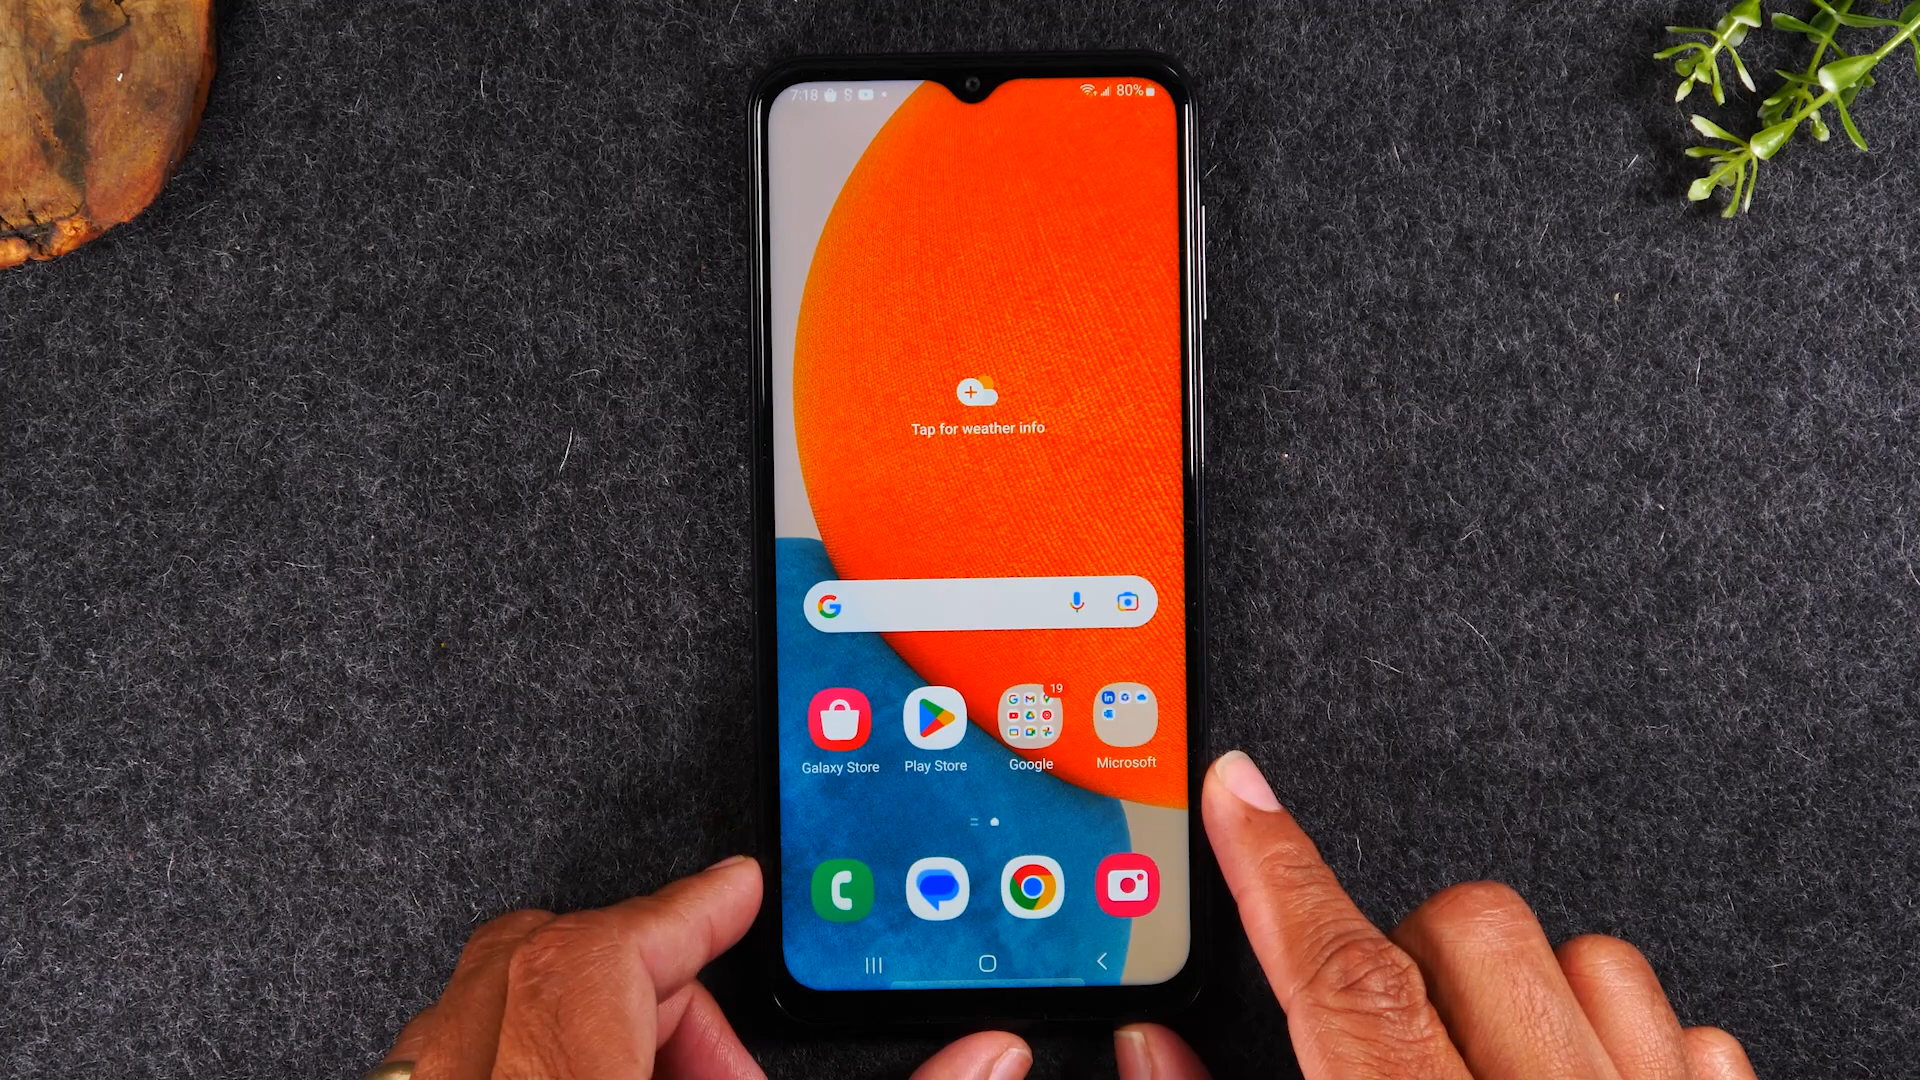 7:18
80%
Tap for weather info
19
Galaxy Store
Play Store
Google
Microsoft